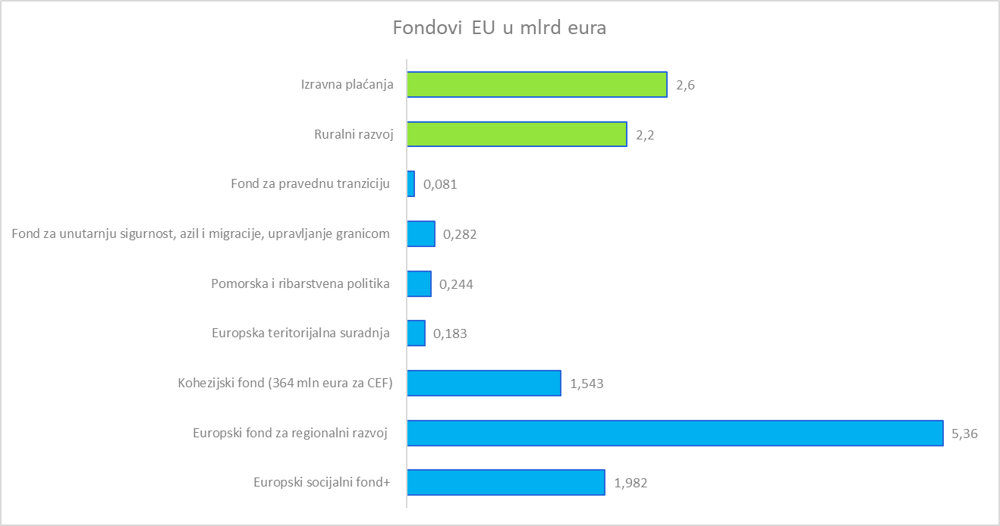 Fondovi EU u mlrd eura
Izravna plaćanja 2,6
Ruralni razvoj 2,2
Fond za pravednu tranziciju 0,081
Fond za unutarnju sigurnost, azil i migracije, upravljanje granicom 0,282
Pomorska i ribarstvena politika 0,244
Europska teritorijalna suradnja 0,183
Kohezijski fond (364 mln eura za CEF) 1,543
Europski fond za regionalni razvoj 5,36
Europski socijalni fond+ 1,982